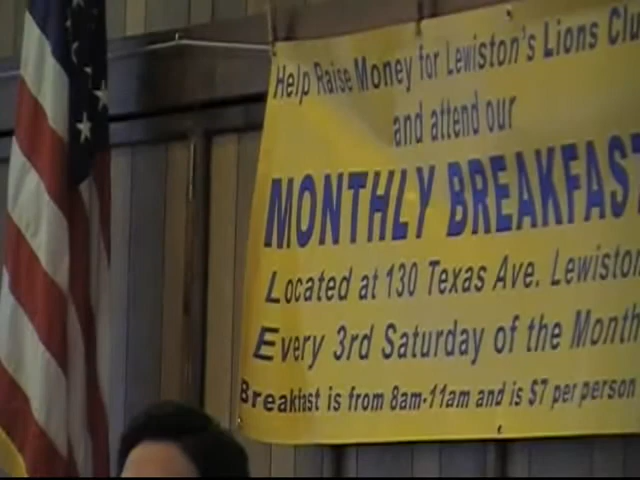 Help Raise Money for Lewiston's Lions Clu
and attend our
MONTHLY BREAKFAST
Located at 130 Texas Ave. Lewiston
Every 3rd Saturday of the Month
Breakfast is from 8am-11am and is $7 per person